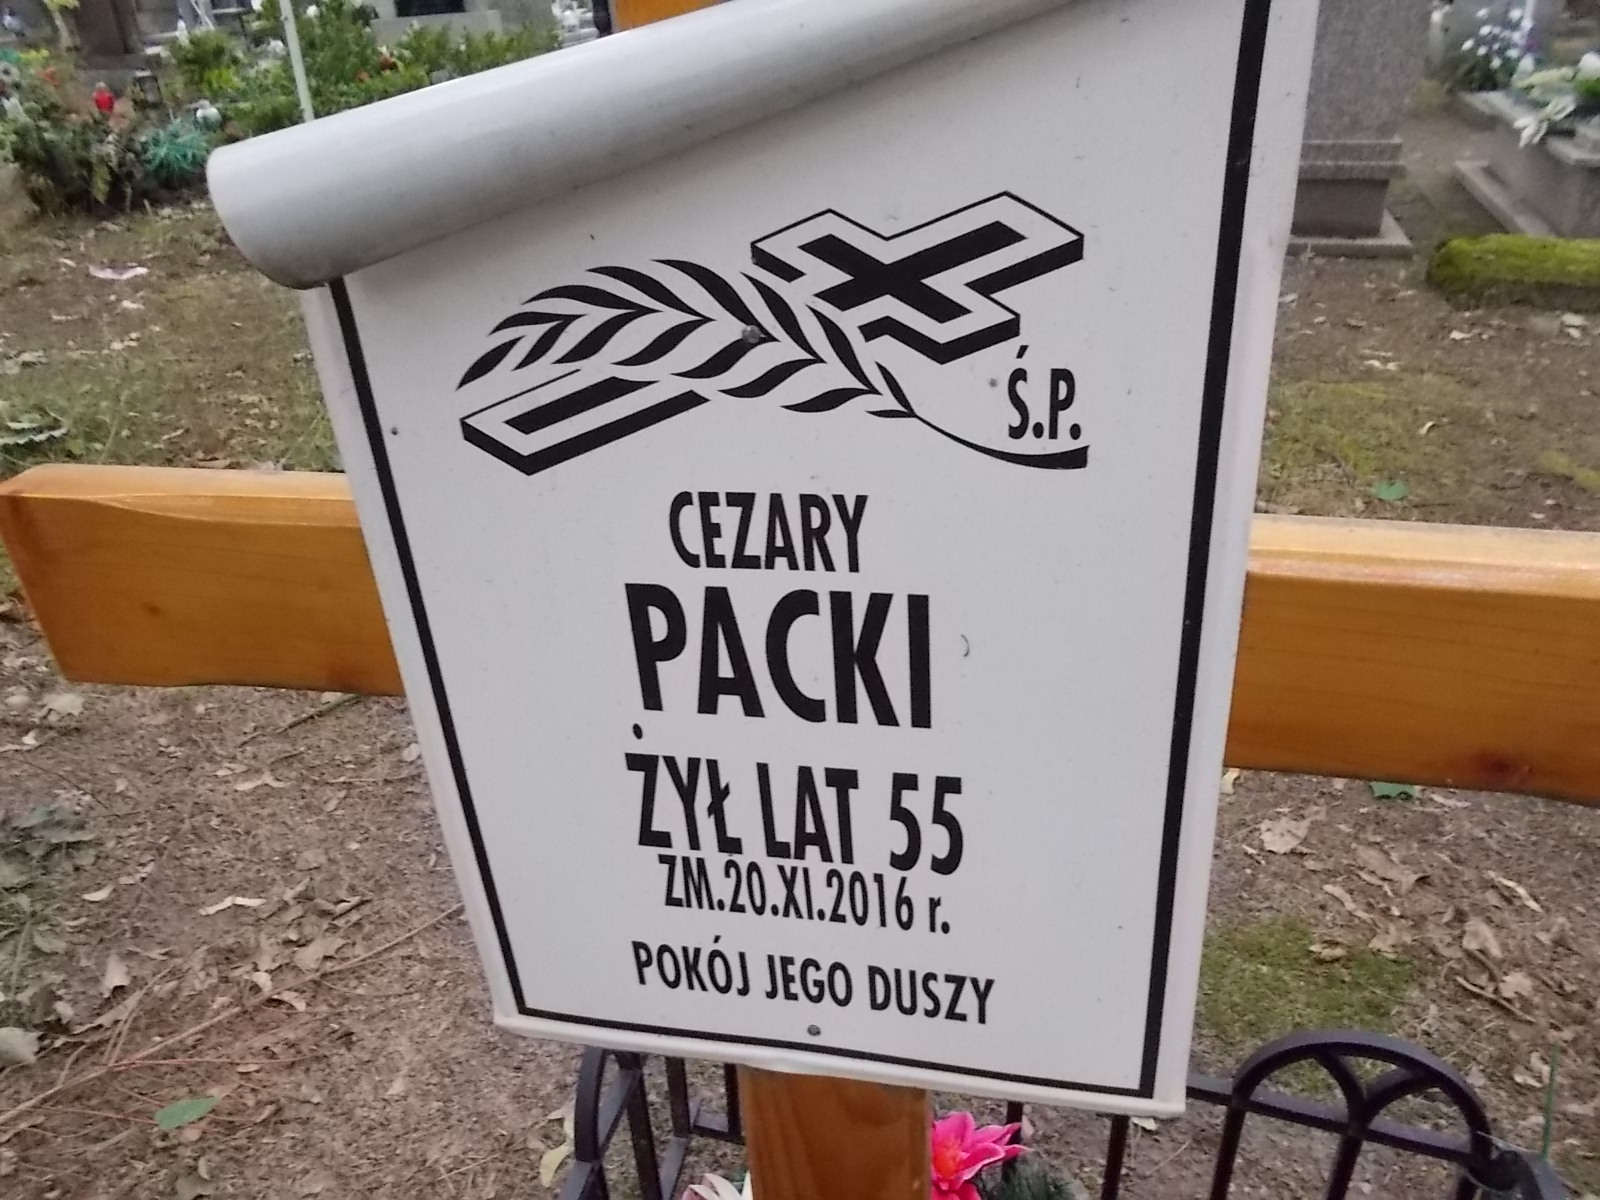 Ś.P.
CEZARY
PACKI
ŻYŁ LAT 55
ZM.20.XI.2016 r.
POKÓJ JEGO DUSZY